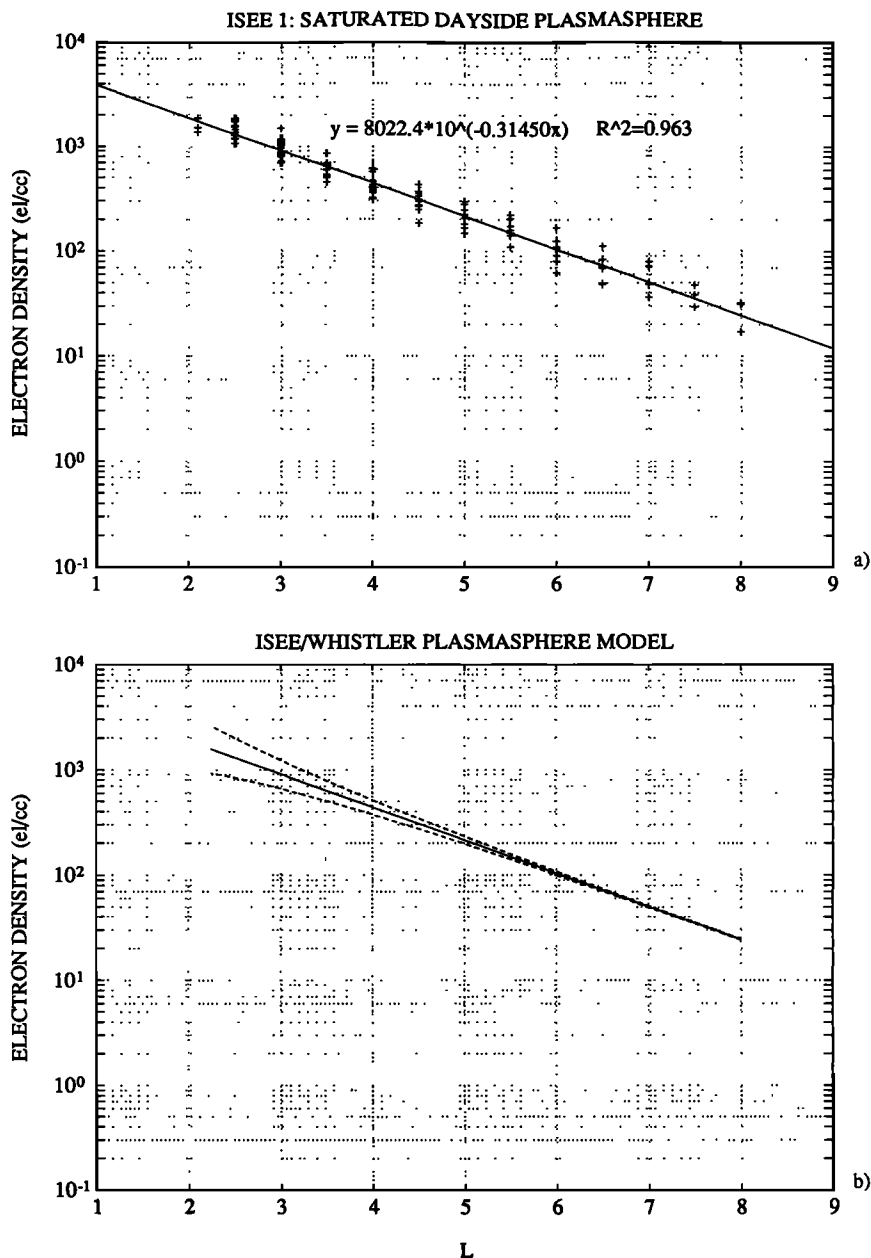 ISEE 1: SATURATED DAYSIDE PLASMASPHERE
10^4
10^3
10^2
10^1
10^0
10^-1
ELECTRON DENSITY (el/cc)
y = 8022.4*10^(-0.31450x) R^2=0.963
1 2 3 4 5 6 7 8 9
a)
ISEE/WHISTLER PLASMASPHERE MODEL
10^4
10^3
10^2
10^1
10^0
10^-1
ELECTRON DENSITY (el/cc)
1 2 3 4 5 6 7 8 9
b)
L